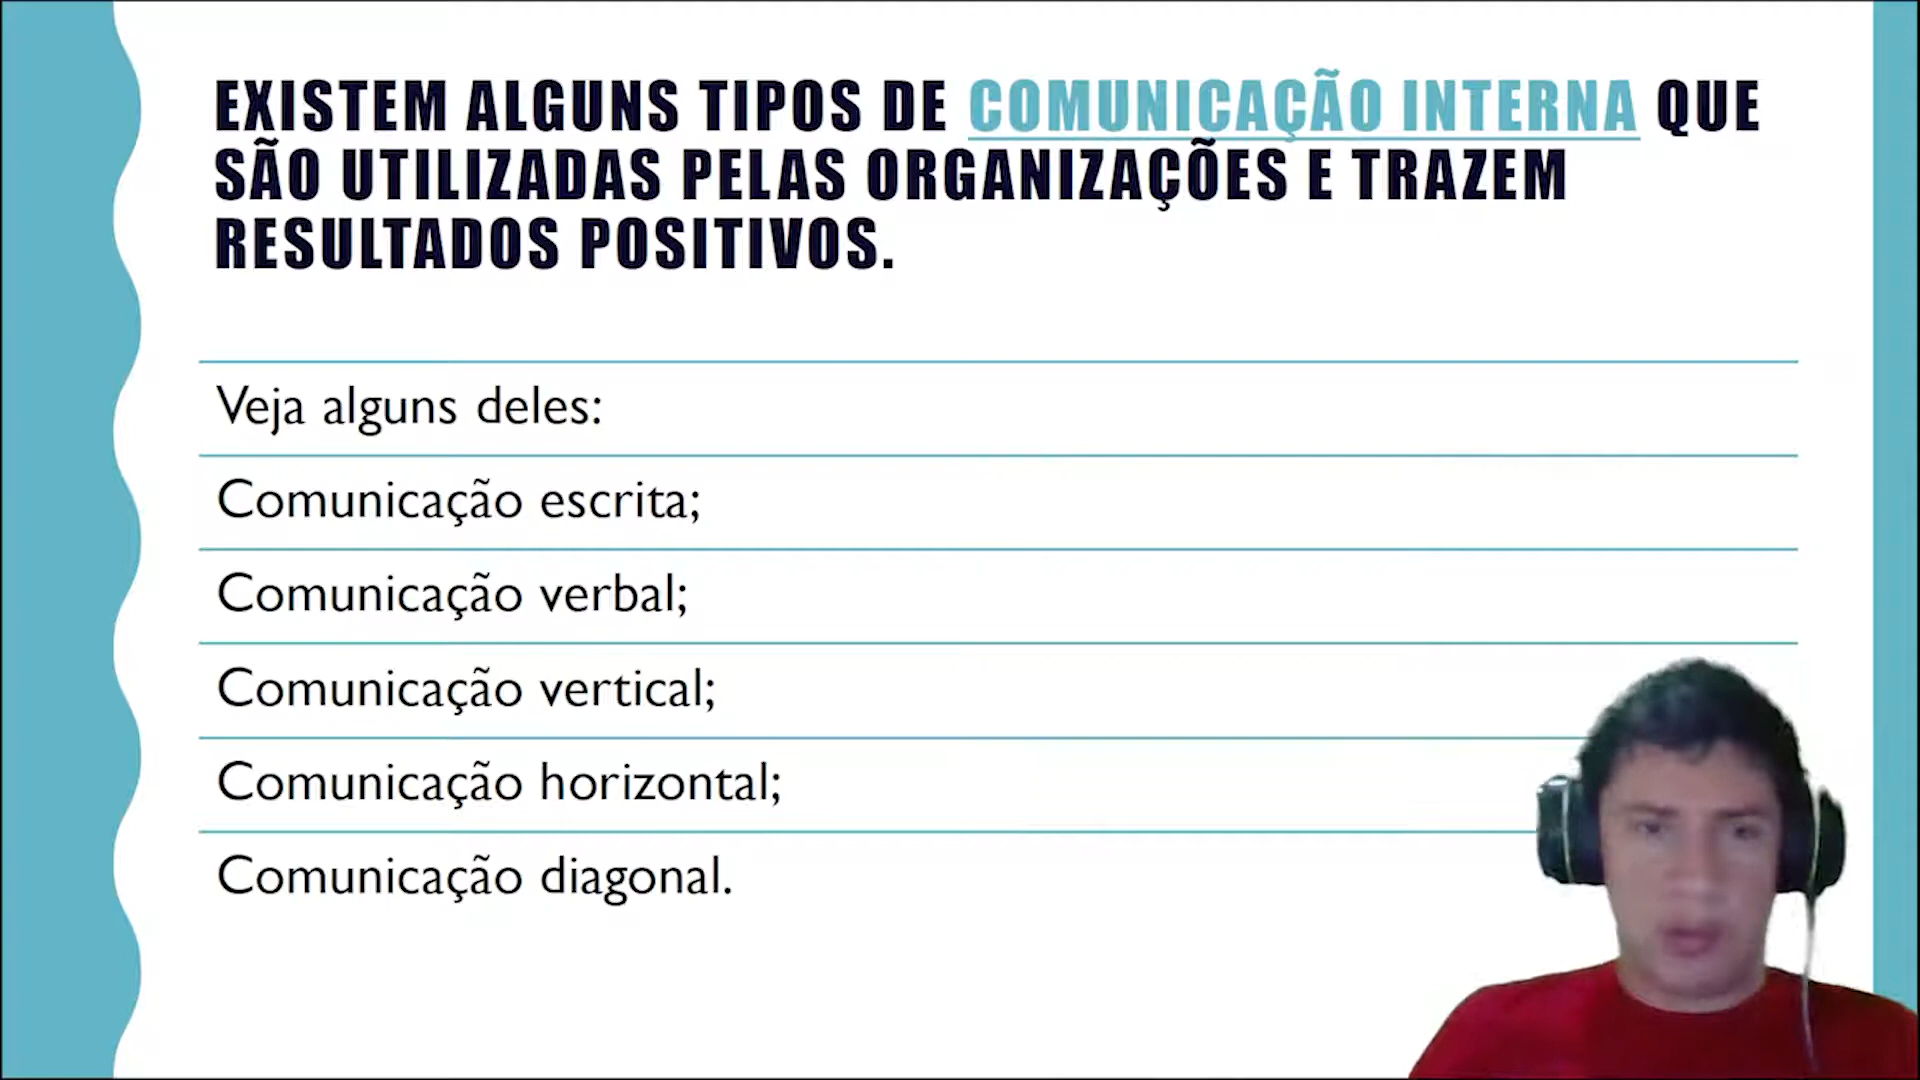 EXISTEM ALGUNS TIPOS DE COMUNICAÇÃO INTERNA QUE
SÃO UTILIZADAS PELAS ORGANIZAÇÕES E TRAZEM
RESULTADOS POSITIVOS.
Veja alguns deles:
Comunicação escrita;
Comunicação verbal;
Comunicação vertical;
Comunicação horizontal;
Comunicação diagonal.